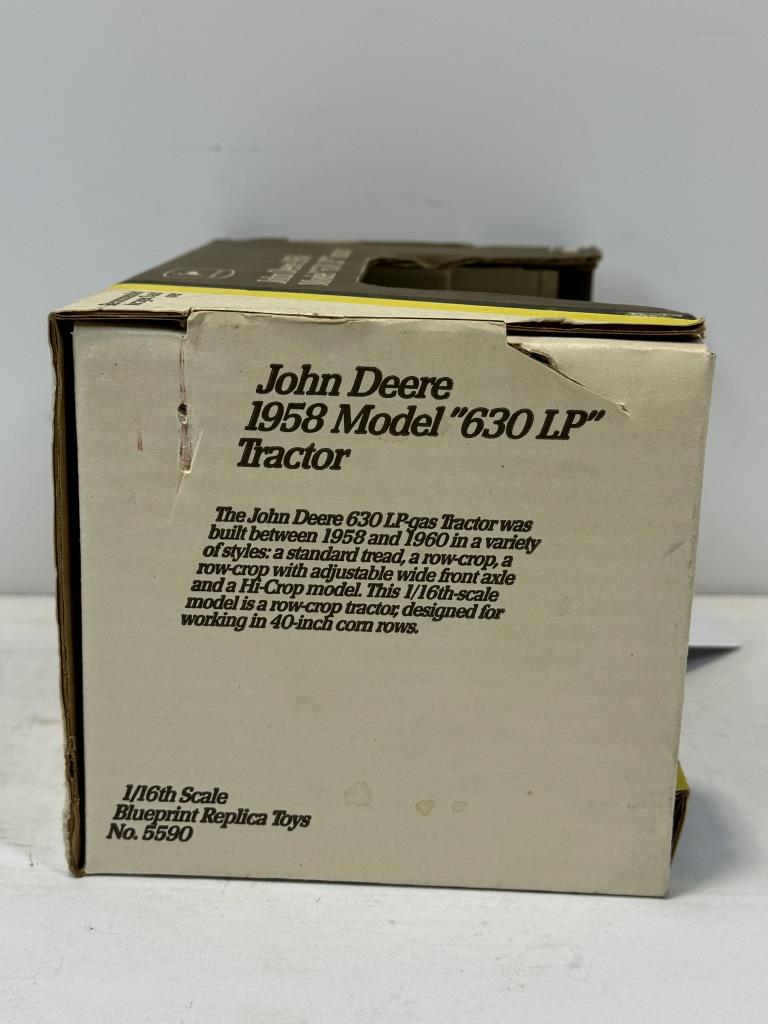 John Deere
1958 Model "630 LP"
Tractor
The John Deere 630 LP-gas Tractor was
built between 1958 and 1960 in a variety
of styles: a standard tread, a row-crop, a
row-crop with adjustable wide front axle
and a Hi-Crop model. This 1/16th-scale
model is a row-crop tractor, designed for
working in 40-inch corn rows.
1/16th Scale
Blueprint Replica Toys
No. 5590